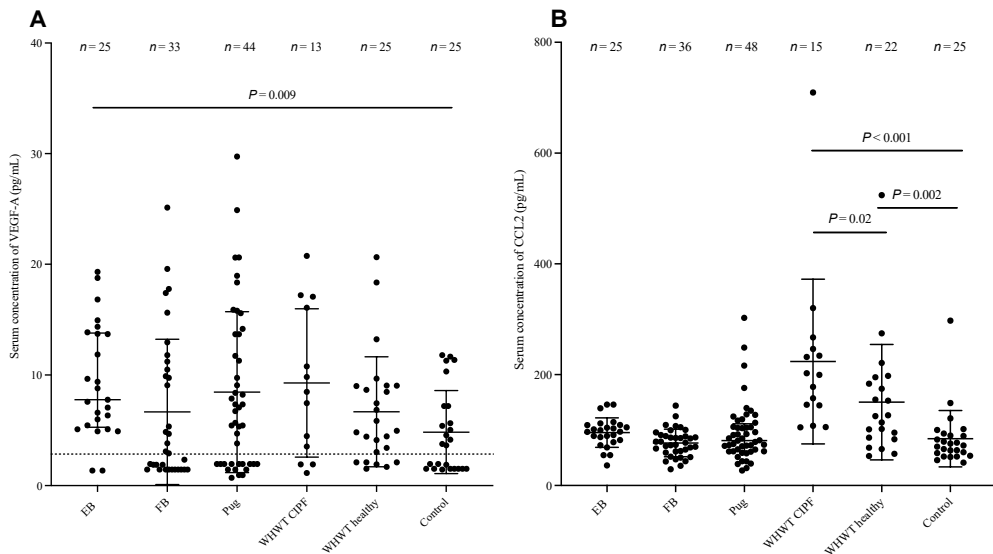 A
n = 25 n = 33 n = 44 n = 13 n = 25 n = 25
P = 0.009
Serum concentration of VEGF-A (pg/mL)
40
30
20
10
0
EB FB Pug WHWT CIPF WHWT healthy Control
B
n = 25 n = 36 n = 48 n = 15 n = 22 n = 25
P < 0.001
P = 0.002
P = 0.02
Serum concentration of CCL2 (pg/mL)
800
600
400
200
0
EB FB Pug WHWT CIPF WHWT healthy Control